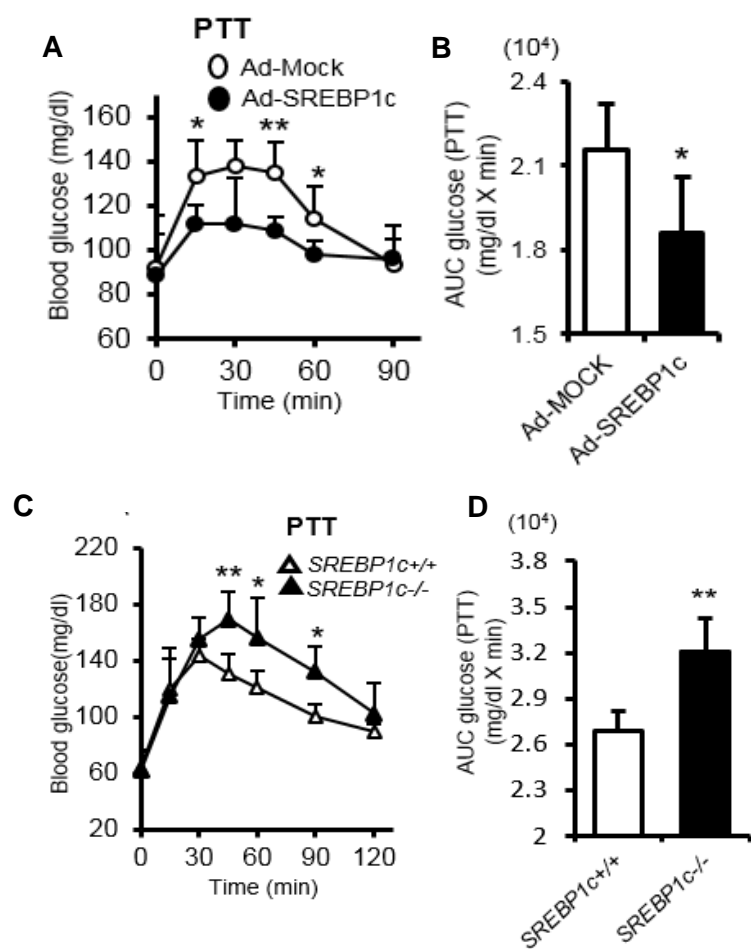 A
PTT
Ad-Mock
Ad-SREBP1c
Blood glucose (mg/dl)
160
140
120
100
80
60
*
**
*
0
30
60
90
Time (min)
B
(10⁴)
AUC glucose (PTT)
(mg/dl X min)
2.4
2.1
1.8
1.5
*
Ad-MOCK
Ad-SREBP1c
C
PTT
SREBP1c+/+
SREBP1c-/-
Blood glucose(mg/dl)
220
180
140
100
60
20
**
*
*
0
30
60
90
120
Time (min)
D
(10⁴)
AUC glucose (PTT)
(mg/dl X min)
3.8
3.5
3.2
2.9
2.6
2.3
2
**
SREBP1c+/+
SREBP1c-/-